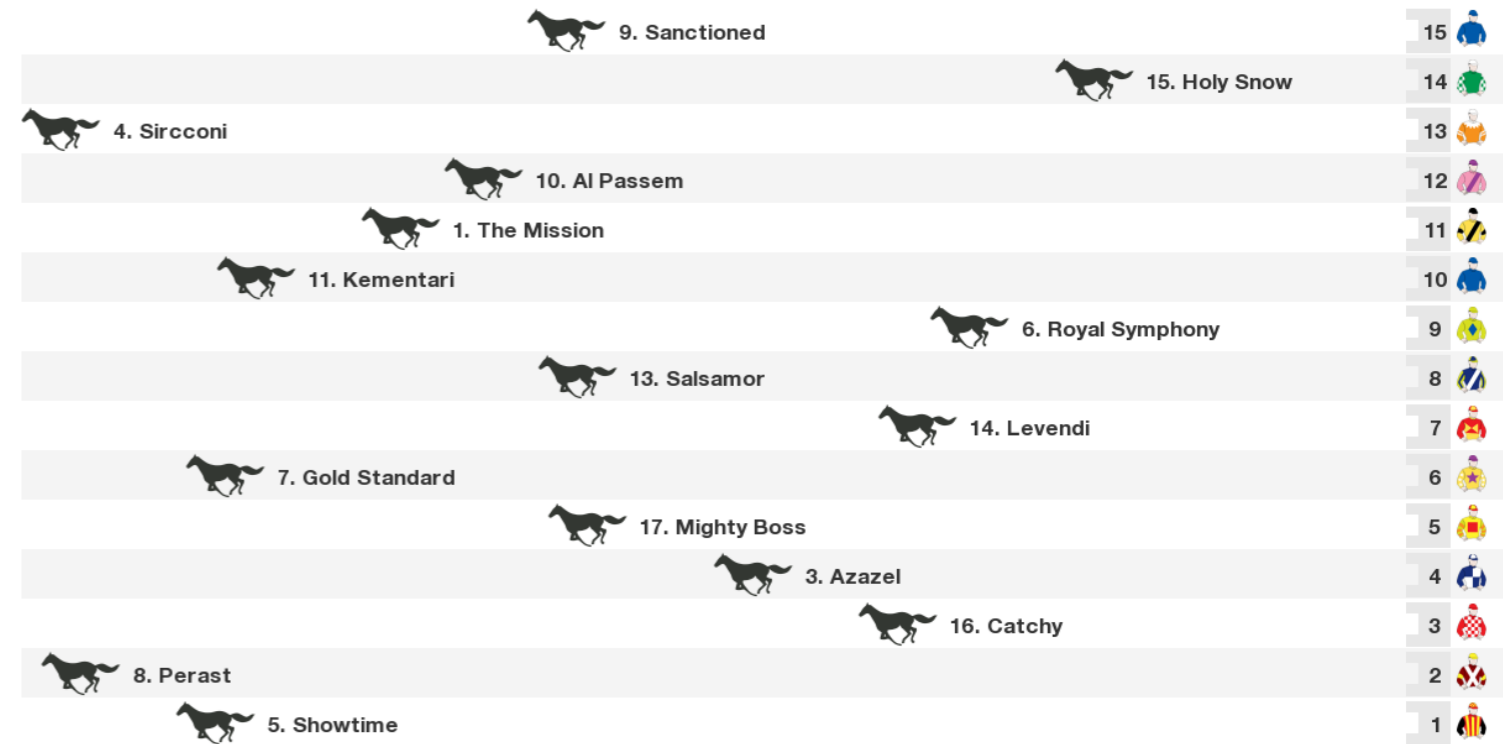 9. Sanctioned 15
15. Holy Snow 14
4. Sircconi 13
10. Al Passem 12
1. The Mission 11
11. Kementari 10
6. Royal Symphony 9
13. Salsamor 8
14. Levendi 7
7. Gold Standard 6
17. Mighty Boss 5
3. Azazel 4
16. Catchy 3
8. Perast 2
5. Showtime 1